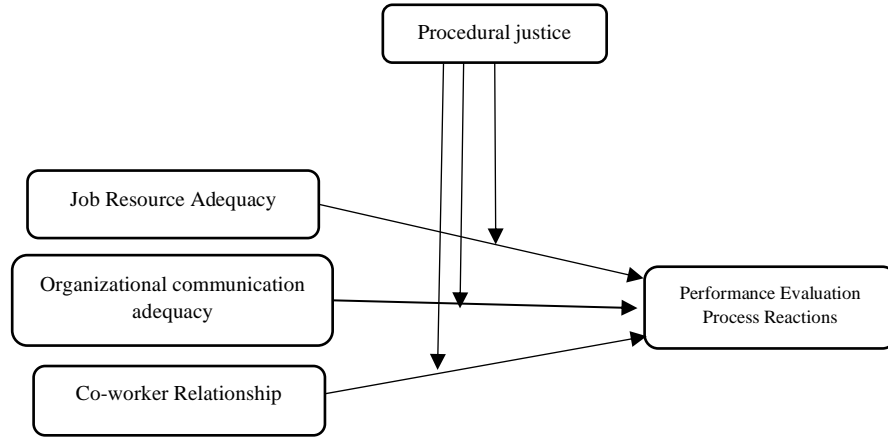 Procedural justice
Job Resource Adequacy
Organizational communication
adequacy
Performance Evaluation
Process Reactions
Co-worker Relationship